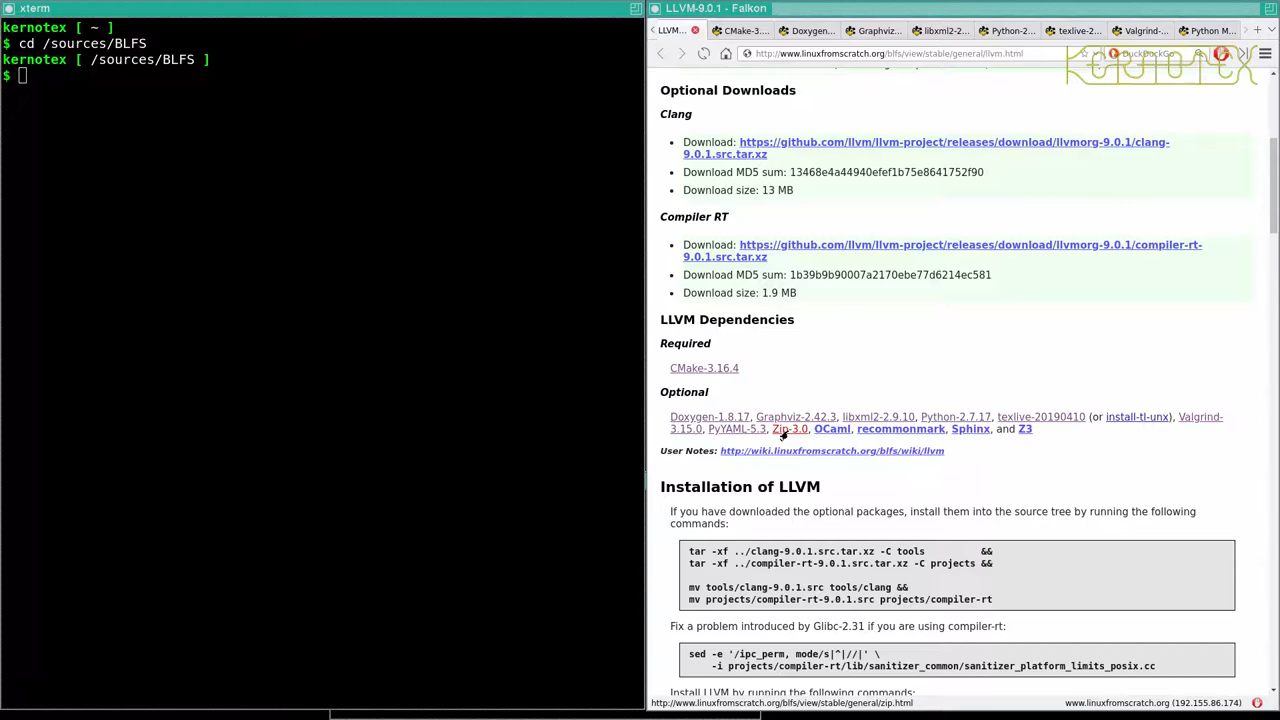 xterm
kernotex [ ~ ]
$ cd /sources/BLFS
kernotex [ /sources/BLFS ]
$
LLVM-9.0.1 - Falkon
LLVM... CMake-3.... Doxygen... Graphviz... libxml2-2... Python-2... texlive-2... Valgrind-... Python M...
http://www.linuxfromscratch.org/blfs/view/stable/general/llvm.html DuckDuckGo
KERNOTEX
Optional Downloads
Clang
• Download: https://github.com/llvm/llvm-project/releases/download/llvmorg-9.0.1/clang-
9.0.1.src.tar.xz
• Download MD5 sum: 13468e4a44940efef1b75e8641752f90
• Download size: 13 MB
Compiler RT
• Download: https://github.com/llvm/llvm-project/releases/download/llvmorg-9.0.1/compiler-rt-
9.0.1.src.tar.xz
• Download MD5 sum: 1b39b9b90007a2170ebe77d6214ec581
• Download size: 1.9 MB
LLVM Dependencies
Required
CMake-3.16.4
Optional
Doxygen-1.8.17, Graphviz-2.42.3, libxml2-2.9.10, Python-2.7.17, texlive-20190410 (or install-tl-unx), Valgrind-
3.15.0, PyYAML-5.3, Zip-3.0, OCaml, recommonmark, Sphinx, and Z3
User Notes: http://wiki.linuxfromscratch.org/blfs/wiki/llvm
Installation of LLVM
If you have downloaded the optional packages, install them into the source tree by running the following
commands:
tar -xf ../clang-9.0.1.src.tar.xz -C tools &&
tar -xf ../compiler-rt-9.0.1.src.tar.xz -C projects &&
mv tools/clang-9.0.1.src tools/clang &&
mv projects/compiler-rt-9.0.1.src projects/compiler-rt
Fix a problem introduced by Glibc-2.31 if you are using compiler-rt:
sed -e '/ipc_perm, mode/s|^|//|' \
-i projects/compiler-rt/lib/sanitizer_common/sanitizer_platform_limits_posix.cc
Install LLVM by running the following commands:
http://www.linuxfromscratch.org/blfs/view/stable/general/zip.html www.linuxfromscratch.org (192.155.86.174)